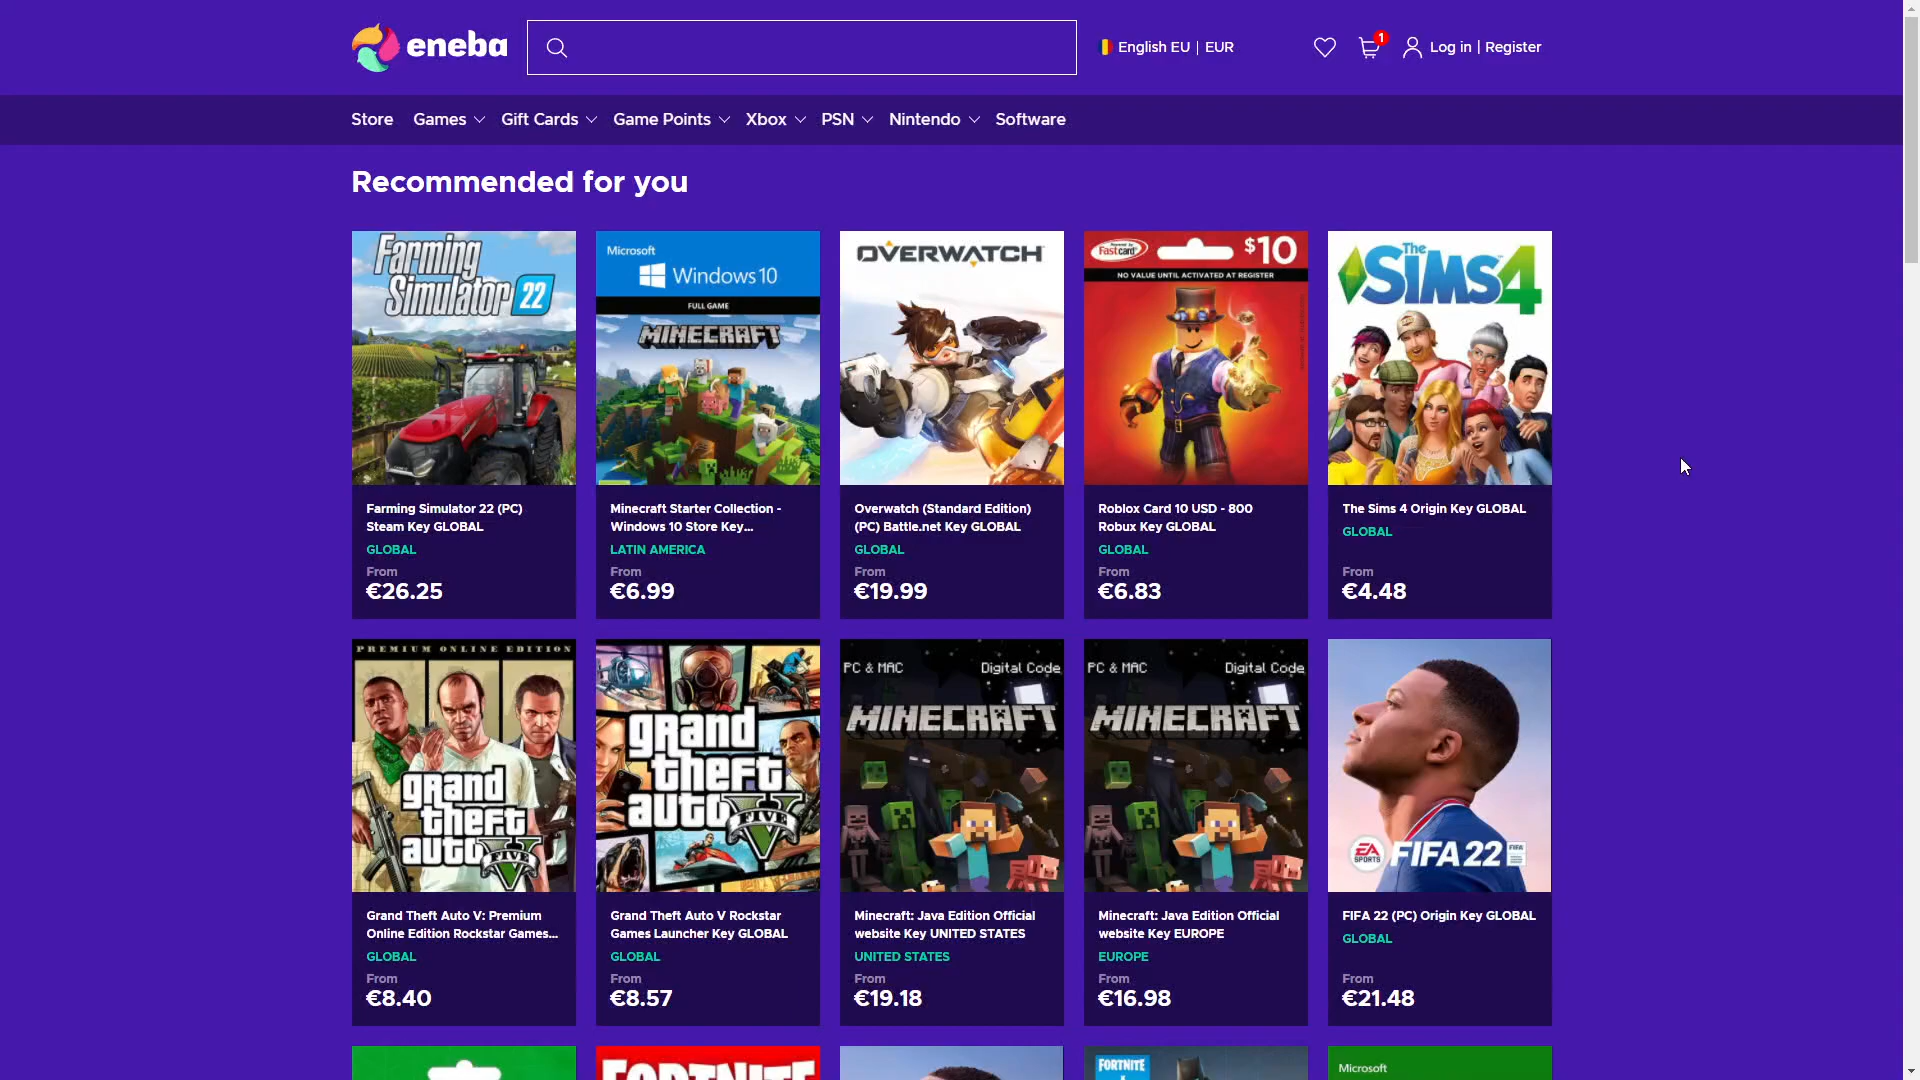 eneba
English EU | EUR
1
Log in | Register
Store Games Gift Cards Game Points Xbox PSN Nintendo Software
Recommended for you
Farming
Simulator 22
Microsoft
Windows 10
FULL GAME
MINECRAFT
OVERWATCH
Fastcard
$10
NO VALUE UNTIL ACTIVATED AT REGISTER
The
SIMS 4
Farming Simulator 22 (PC)
Steam Key GLOBAL
GLOBAL
From
€26.25
Minecraft Starter Collection -
Windows 10 Store Key...
LATIN AMERICA
From
€6.99
Overwatch (Standard Edition)
(PC) Battle.net Key GLOBAL
GLOBAL
From
€19.99
Roblox Card 10 USD - 800
Robux Key GLOBAL
GLOBAL
From
€6.83
The Sims 4 Origin Key GLOBAL
GLOBAL
From
€4.48
PREMIUM ONLINE EDITION
grand
theft
auto
FIVE
grand
theft
auto
FIVE
PC & MAC Digital Code
MINECRAFT
PC & MAC Digital Code
MINECRAFT
EA
SPORTS
FIFA 22
FIFA
Grand Theft Auto V: Premium
Online Edition Rockstar Games...
GLOBAL
From
€8.40
Grand Theft Auto V Rockstar
Games Launcher Key GLOBAL
GLOBAL
From
€8.57
Minecraft: Java Edition Official
website Key UNITED STATES
UNITED STATES
From
€19.18
Minecraft: Java Edition Official
website Key EUROPE
EUROPE
From
€16.98
FIFA 22 (PC) Origin Key GLOBAL
GLOBAL
From
€21.48
FORTNITE
FORTNITE
Microsoft